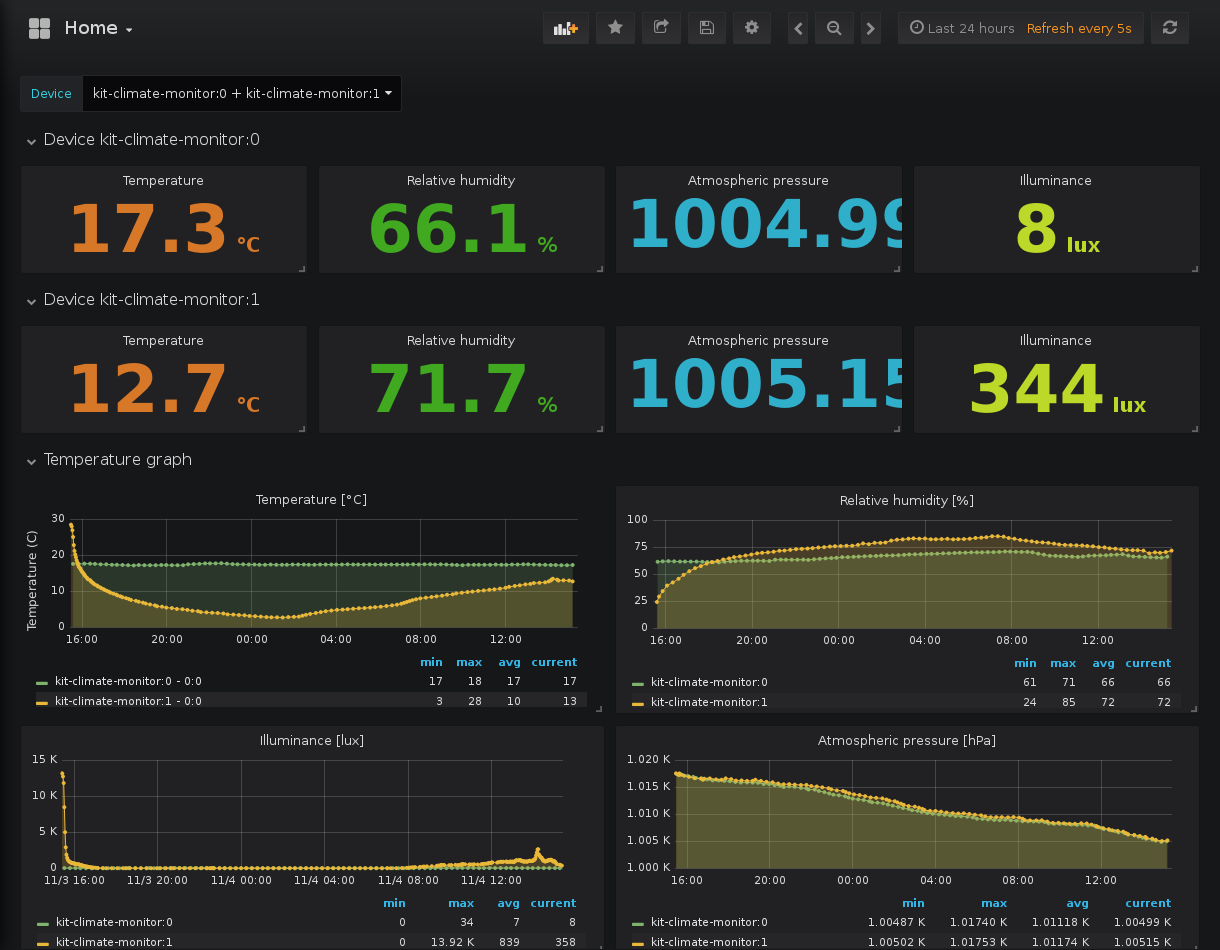 Home
Last 24 hours Refresh every 5s
Device kit-climate-monitor:0 + kit-climate-monitor:1
Device kit-climate-monitor:0
Temperature Relative humidity Atmospheric pressure Illuminance
17.3 °C 66.1 % 1004.99 8 lux
Device kit-climate-monitor:1
Temperature Relative humidity Atmospheric pressure Illuminance
12.7 °C 71.7 % 1005.15 344 lux
Temperature graph
Temperature [°C]
Temperature (C)
30
20
10
0
16:00 20:00 00:00 04:00 08:00 12:00
min max avg current
kit-climate-monitor:0 - 0:0 17 18 17 17
kit-climate-monitor:1 - 0:0 3 28 10 13
Relative humidity [%]
100
75
50
25
0
16:00 20:00 00:00 04:00 08:00 12:00
min max avg current
kit-climate-monitor:0 61 71 66 66
kit-climate-monitor:1 24 85 72 72
Illuminance [lux]
15 K
10 K
5 K
0
11/3 16:00 11/3 20:00 11/4 00:00 11/4 04:00 11/4 08:00 11/4 12:00
min max avg current
kit-climate-monitor:0 0 34 7 8
kit-climate-monitor:1 0 13.92 K 839 358
Atmospheric pressure [hPa]
1.020 K
1.015 K
1.010 K
1.005 K
1.000 K
16:00 20:00 00:00 04:00 08:00 12:00
min max avg current
kit-climate-monitor:0 1.00487 K 1.01740 K 1.01118 K 1.00499 K
kit-climate-monitor:1 1.00502 K 1.01753 K 1.01174 K 1.00515 K